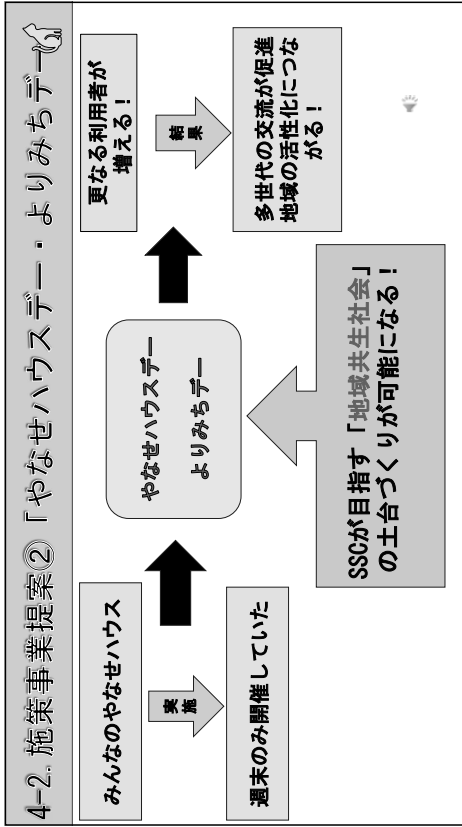 4-2. 施策事業提案②「やなせハウスデー・よりみちデー
みんなのやなせハウス
実施
週末のみ開催していた
やなせハウスデー
よりみちデー
更なる利用者が
増える！
結果
多世代の交流が促進
地域の活性化につな
がる！
SSCが目指す「地域共生社会」
の土台づくりが可能になる！